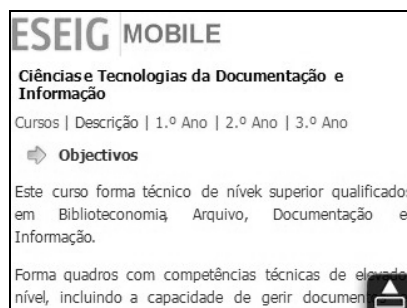 ESEIG MOBILE
Ciências e Tecnologias da Documentação e
Informação
Cursos | Descrição | 1.º Ano | 2.º Ano | 3.º Ano
Objectivos
Este curso forma técnico de nívek superior qualificados
em Biblioteconomia, Arquivo, Documentação e
Informação.
Forma quadros com competências técnicas de elevado
nível, incluindo a capacidade de gerir